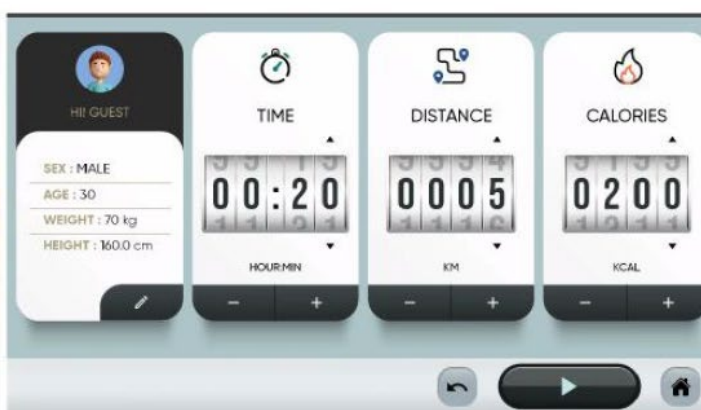 HI! GUEST
SEX : MALE
AGE : 30
WEIGHT : 70 kg
HEIGHT : 160.0 cm
TIME
00:20
HOUR:MIN
DISTANCE
0005
KM
CALORIES
0200
KCAL